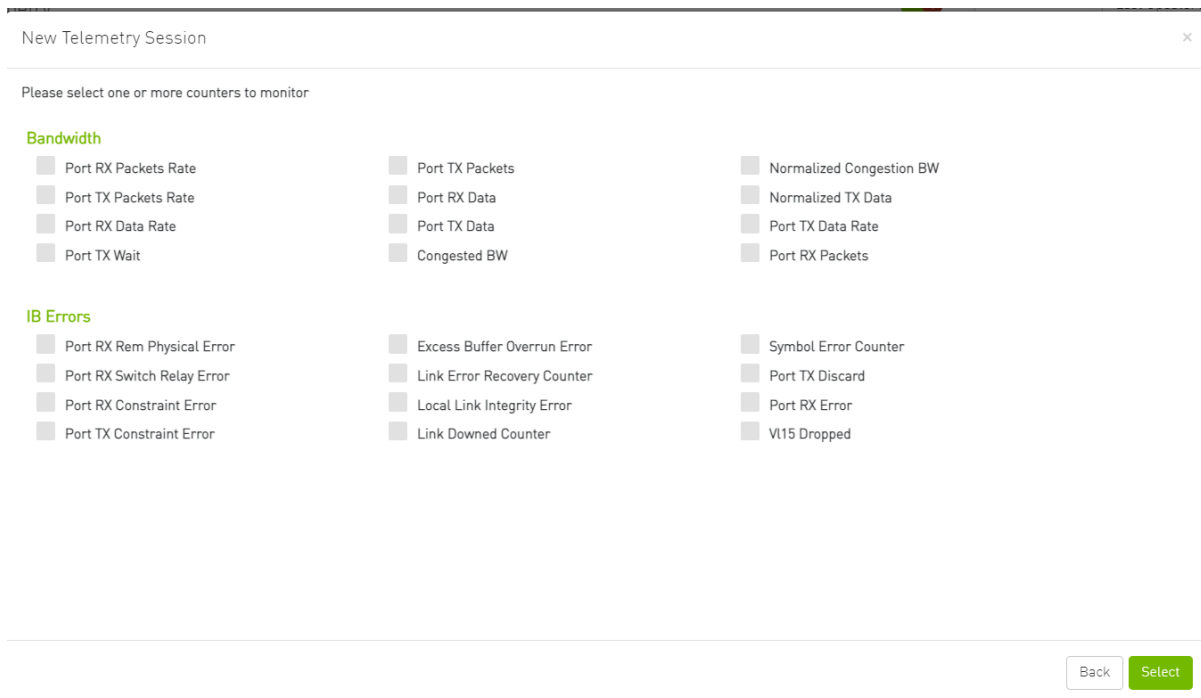 New Telemetry Session
×
Please select one or more counters to monitor
Bandwidth
Port RX Packets Rate
Port TX Packets
Normalized Congestion BW
Port TX Packets Rate
Port RX Data
Normalized TX Data
Port RX Data Rate
Port TX Data
Port TX Data Rate
Port TX Wait
Congested BW
Port RX Packets
IB Errors
Port RX Rem Physical Error
Excess Buffer Overrun Error
Symbol Error Counter
Port RX Switch Relay Error
Link Error Recovery Counter
Port TX Discard
Port RX Constraint Error
Local Link Integrity Error
Port RX Error
Port TX Constraint Error
Link Downed Counter
Vl15 Dropped
Back
Select